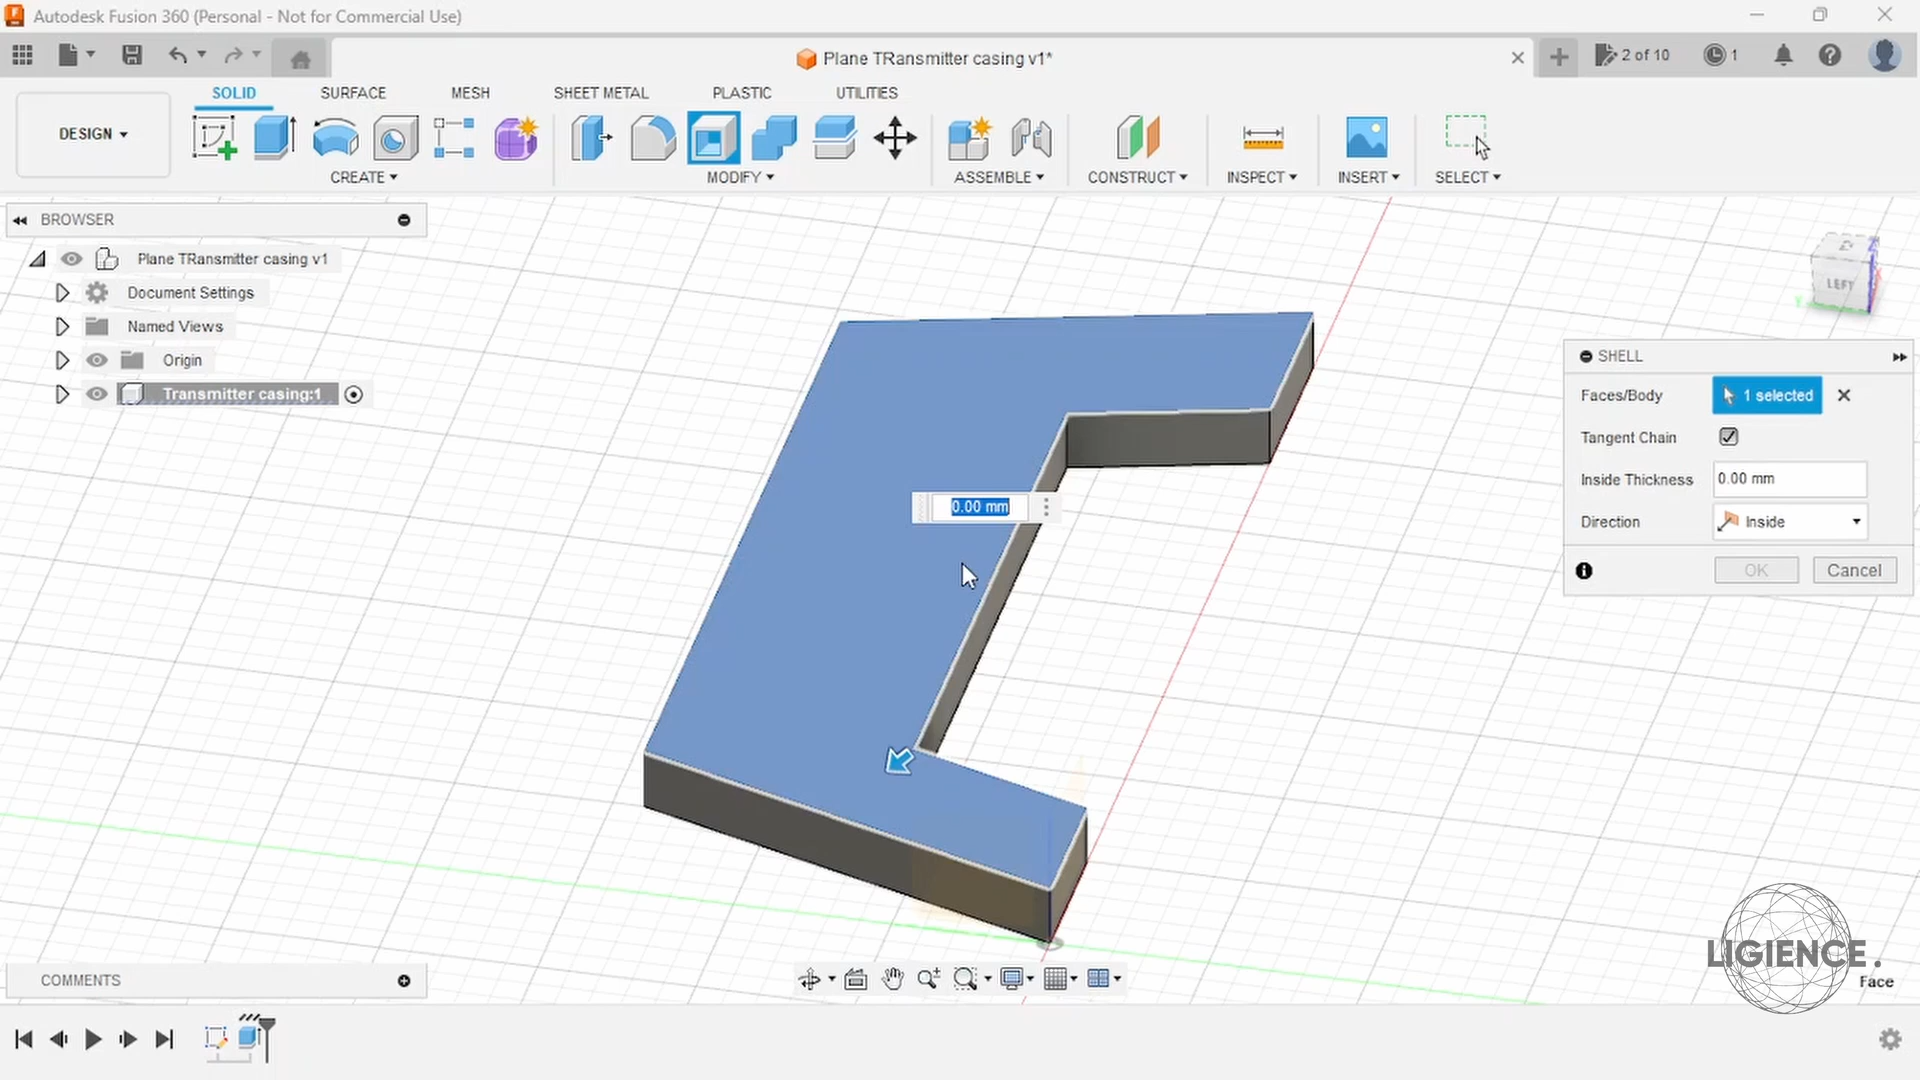 Autodesk Fusion 360 (Personal - Not for Commercial Use)
Plane TRansmitter casing v1*
2 of 10
1
SOLID
SURFACE
MESH
SHEET METAL
PLASTIC
UTILITIES
DESIGN
CREATE
MODIFY
ASSEMBLE
CONSTRUCT
INSPECT
INSERT
SELECT
BROWSER
Plane TRansmitter casing v1
Document Settings
Named Views
Origin
Transmitter casing:1
LEFT
SHELL
Faces/Body
1 selected
Tangent Chain
Inside Thickness
0.00 mm
Direction
Inside
OK
Cancel
0.00 mm
LIGIENCE.
Face
COMMENTS